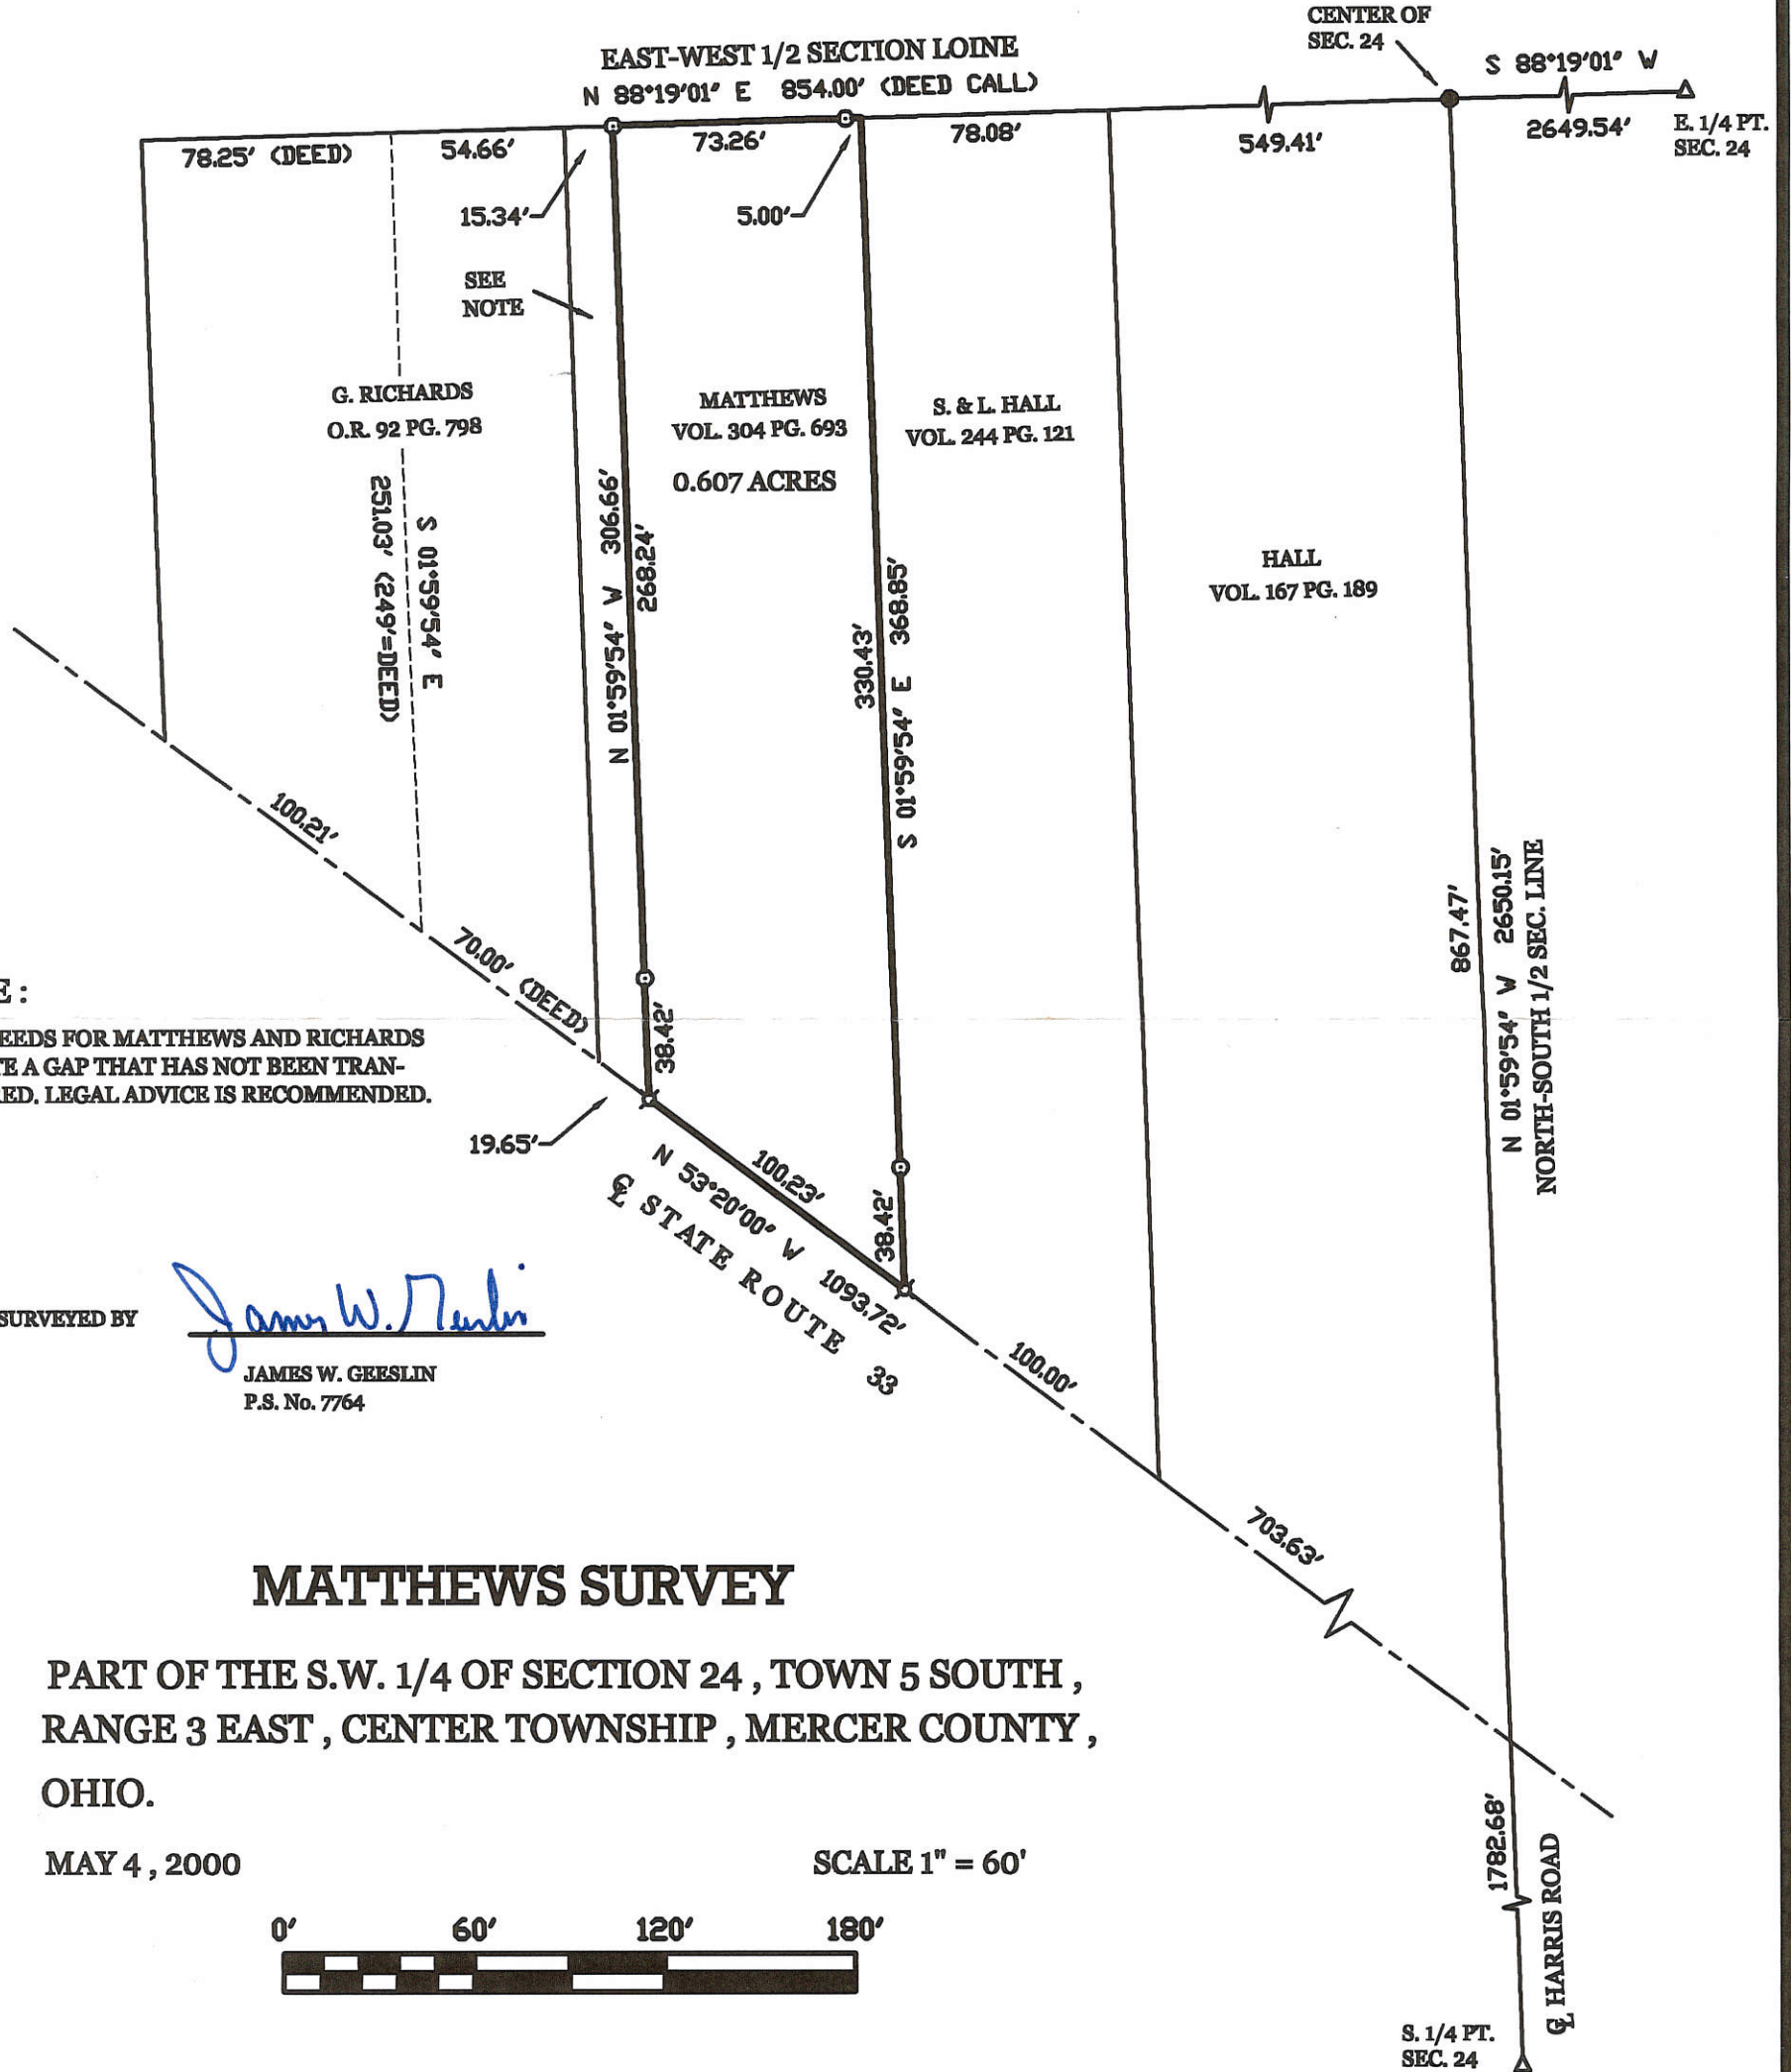 CENTER OF
SEC. 24
EAST-WEST 1/2 SECTION LOINE
S 88°19'01" W
N 88°19'01" E 854.00' (DEED CALL)
78.25' (DEED)
54.66'
73.26'
78.08'
549.41'
2649.54'
E. 1/4 PT.
SEC. 24
15.34'
5.00'
SEE
NOTE
G. RICHARDS
O.R. 92 PG. 798
MATTHEWS
VOL. 304 PG. 693
0.607 ACRES
S. & L. HALL
VOL. 244 PG. 121
HALL
VOL. 167 PG. 189
S 01°59'54" E
251.03' (249'=DEED)
N 01°59'54" W 306.66'
268.24'
330.43'
S 01°59'54" E 368.85'
867.47'
N 01°59'54" W 2650.15'
NORTH-SOUTH 1/2 SEC. LINE
100.21'
70.00' (DEED)
38.42'
E:
EEDS FOR MATTHEWS AND RICHARDS
TE A GAP THAT HAS NOT BEEN TRAN-
ED. LEGAL ADVICE IS RECOMMENDED.
19.65'
100.23'
38.42'
N 53°20'00" W 1093.72'
℄ STATE ROUTE 33
100.00'
703.63'
SURVEYED BY
James W. Geeslin
JAMES W. GEESLIN
P.S. No. 7764
MATTHEWS SURVEY
PART OF THE S.W. 1/4 OF SECTION 24 , TOWN 5 SOUTH ,
RANGE 3 EAST , CENTER TOWNSHIP , MERCER COUNTY ,
OHIO.
MAY 4 , 2000
SCALE 1" = 60'
0' 60' 120' 180'
1782.68'
℄ HARRIS ROAD
S. 1/4 PT.
SEC. 24